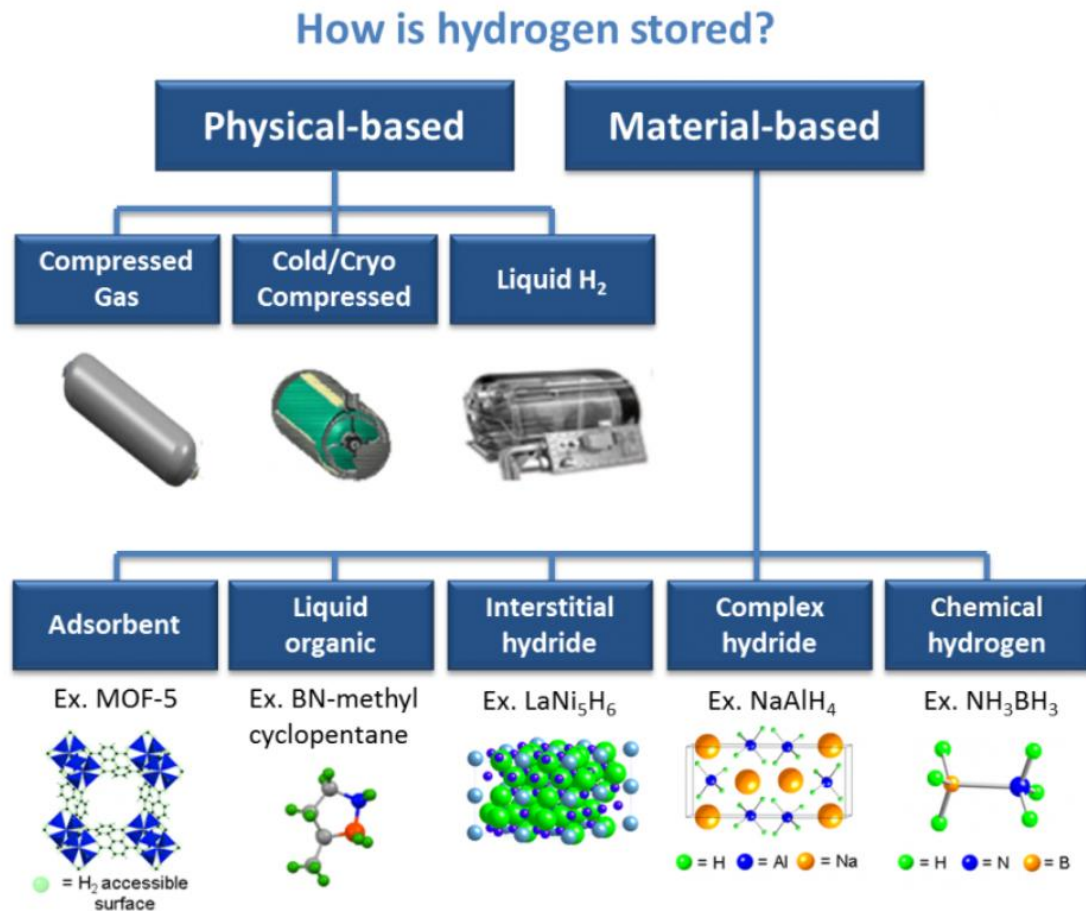 How is hydrogen stored?
Physical-based
Material-based
Compressed
Gas
Cold/Cryo
Compressed
Liquid H₂
Adsorbent
Liquid
organic
Interstitial
hydride
Complex
hydride
Chemical
hydrogen
Ex. MOF-5
Ex. BN-methyl
cyclopentane
Ex. LaNi₅H₆
Ex. NaAlH₄
Ex. NH₃BH₃
= H₂ accessible
surface
= H = Al = Na
= H = N = B